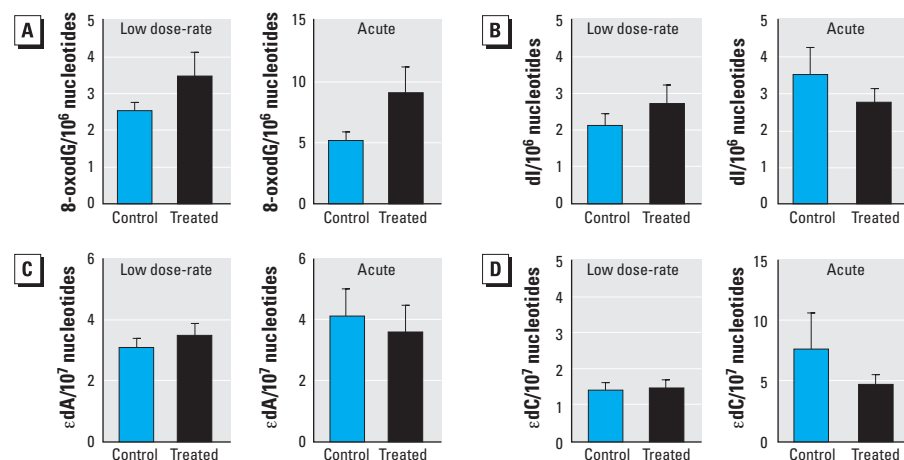 A
8-oxodG/10⁶ nucleotides
Low dose-rate
5
4
3
2
1
0
Control Treated
8-oxodG/10⁶ nucleotides
Acute
15
10
5
0
Control Treated
B
dI/10⁶ nucleotides
Low dose-rate
5
4
3
2
1
0
Control Treated
dI/10⁶ nucleotides
Acute
5
4
3
2
1
0
Control Treated
C
εdA/10⁷ nucleotides
Low dose-rate
6
4
2
0
Control Treated
εdA/10⁷ nucleotides
Acute
6
4
2
0
Control Treated
D
εdC/10⁷ nucleotides
Low dose-rate
5
4
3
2
1
0
Control Treated
εdC/10⁷ nucleotides
Acute
15
10
5
0
Control Treated